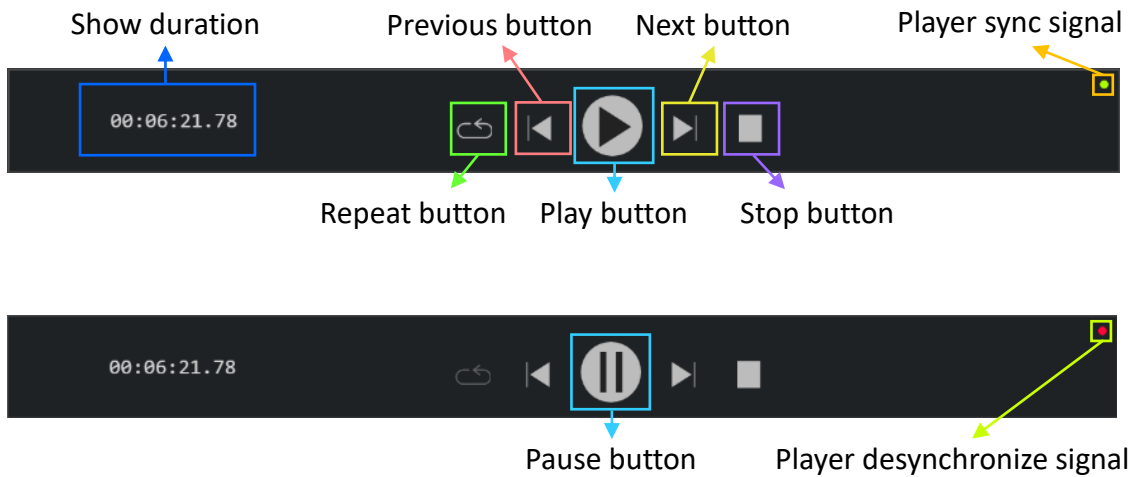 Show duration
Previous button
Next button
Player sync signal
00:06:21.78
Repeat button
Play button
Stop button
00:06:21.78
Pause button
Player desynchronize signal